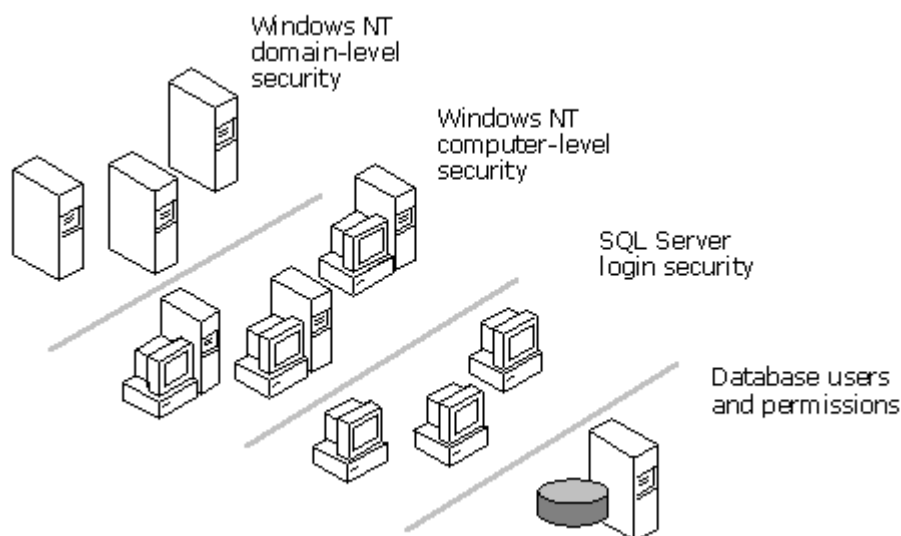 Windows NT
domain-level
security
Windows NT
computer-level
security
SQL Server
login security
Database users
and permissions